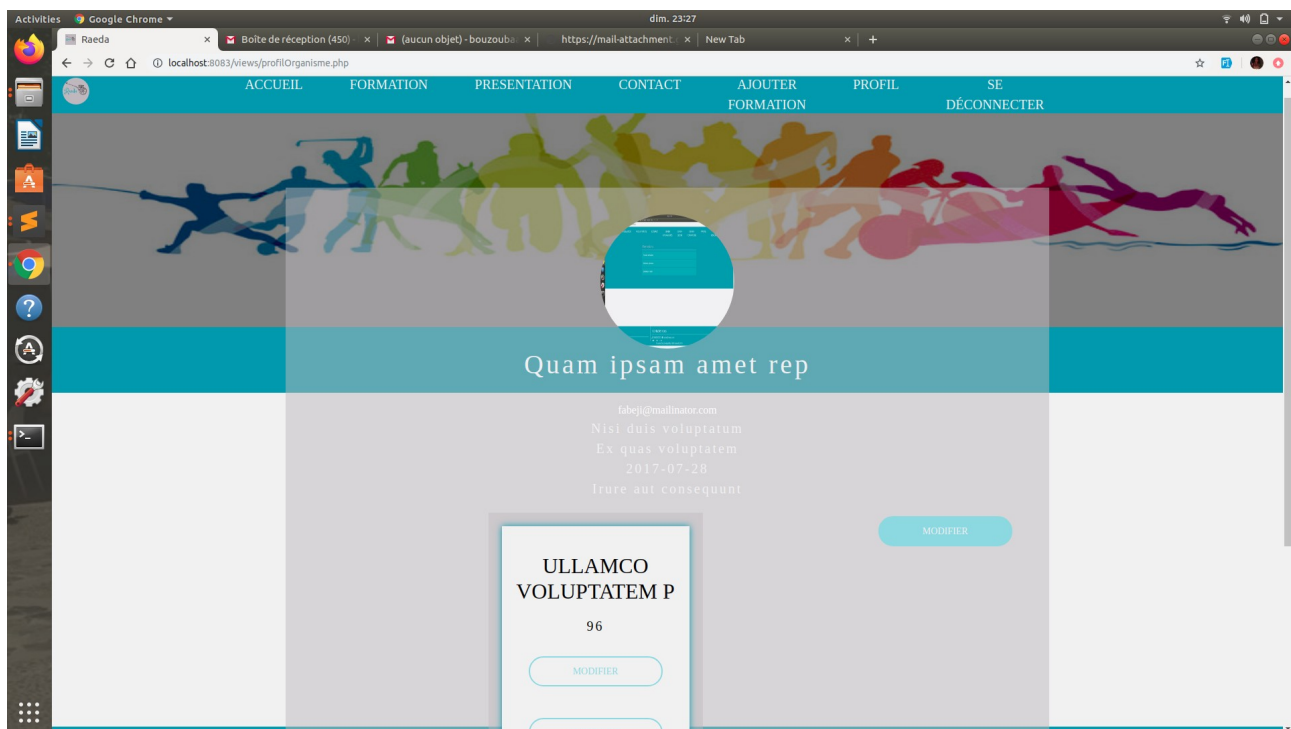 Activities Google Chrome dim. 23:27
Raeda × Boîte de réception (450) - × (aucun objet) - bouzouba × https://mail-attachment. × New Tab × +
localhost:8083/views/profilOrganisme.php
ACCUEIL FORMATION PRESENTATION CONTACT AJOUTER FORMATION PROFIL SE DÉCONNECTER
Quam ipsam amet rep
fabeji@mailinator.com
Nisi duis voluptatum
Ex quas voluptatem
2017-07-28
Irure aut consequunt
MODIFIER
ULLAMCO
VOLUPTATEM P
96
MODIFIER